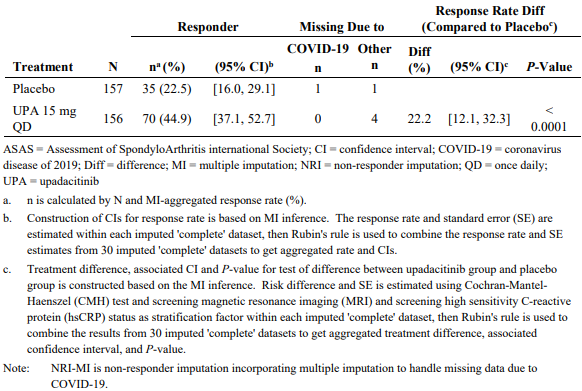 Responder Missing Due to Response Rate Diff (Compared to Placeboᶜ)
Treatment N nᵃ (%) (95% CI)ᵇ COVID-19 n Other n Diff (%) (95% CI)ᶜ P-Value
Placebo 157 35 (22.5) [16.0, 29.1] 1 1
UPA 15 mg QD 156 70 (44.9) [37.1, 52.7] 0 4 22.2 [12.1, 32.3] < 0.0001
ASAS = Assessment of SpondyloArthritis international Society; CI = confidence interval; COVID-19 = coronavirus
disease of 2019; Diff = difference; MI = multiple imputation; NRI = non-responder imputation; QD = once daily;
UPA = upadacitinib
a. n is calculated by N and MI-aggregated response rate (%).
b. Construction of CIs for response rate is based on MI inference. The response rate and standard error (SE) are
estimated within each imputed 'complete' dataset, then Rubin's rule is used to combine the response rate and SE
estimates from 30 imputed 'complete' datasets to get aggregated rate and CIs.
c. Treatment difference, associated CI and P-value for test of difference between upadacitinib group and placebo
group is constructed based on the MI inference. Risk difference and SE is estimated using Cochran-Mantel-
Haenszel (CMH) test and screening magnetic resonance imaging (MRI) and screening high sensitivity C-reactive
protein (hsCRP) status as stratification factor within each imputed 'complete' dataset, then Rubin's rule is used to
combine the results from 30 imputed 'complete' datasets to get aggregated treatment difference, associated
confidence interval, and P-value.
Note: NRI-MI is non-responder imputation incorporating multiple imputation to handle missing data due to
COVID-19.